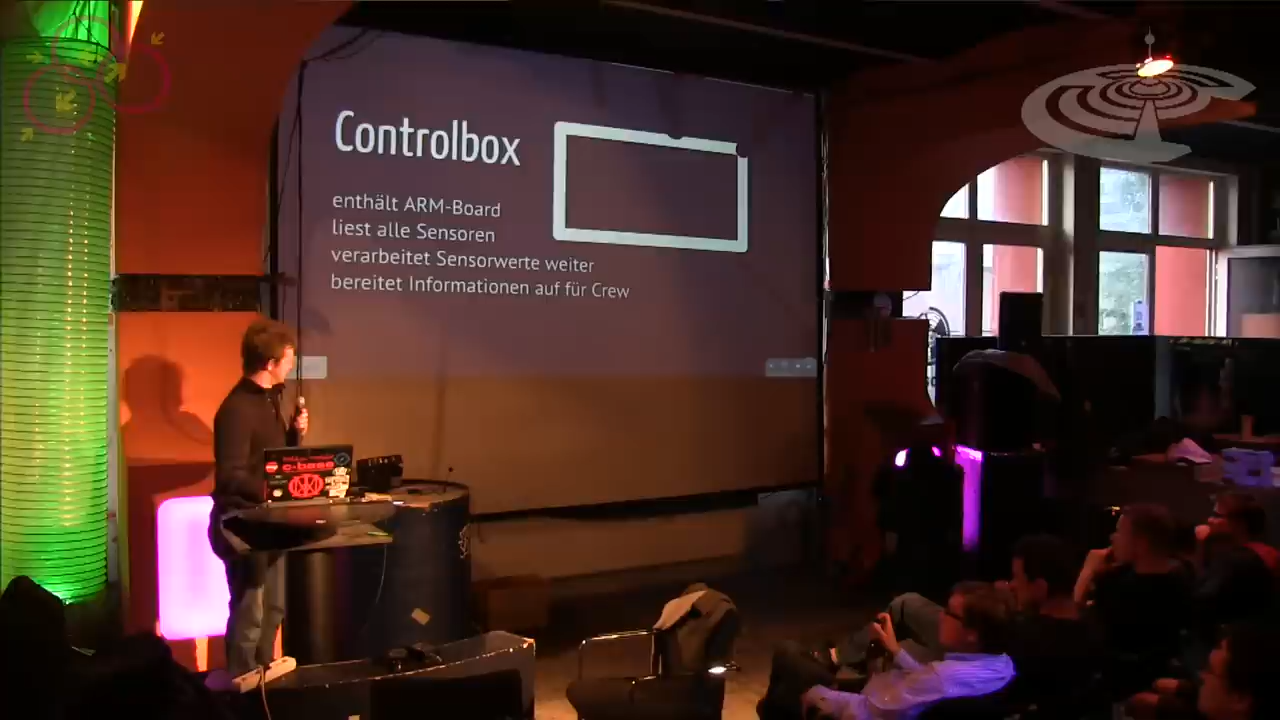 Controlbox
enthält ARM-Board
liest alle Sensoren
verarbeitet Sensorwerte weiter
bereitet Informationen auf für Crew
c-base